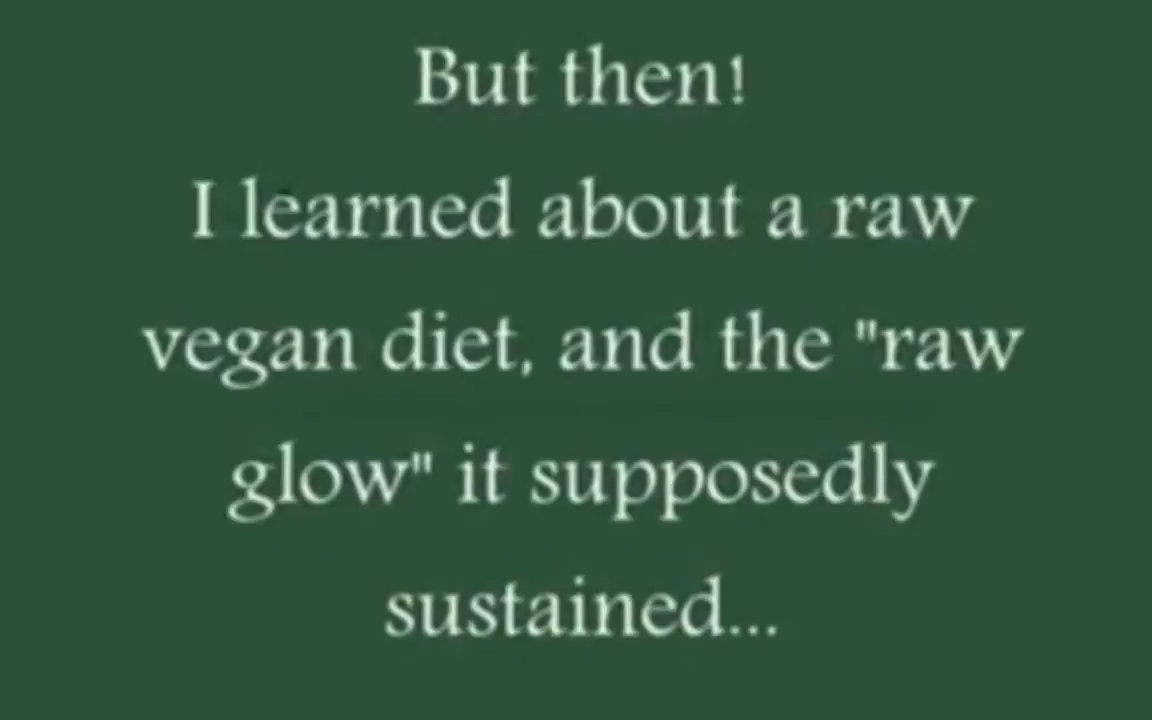 But then!
I learned about a raw
vegan diet, and the "raw
glow" it supposedly
sustained...